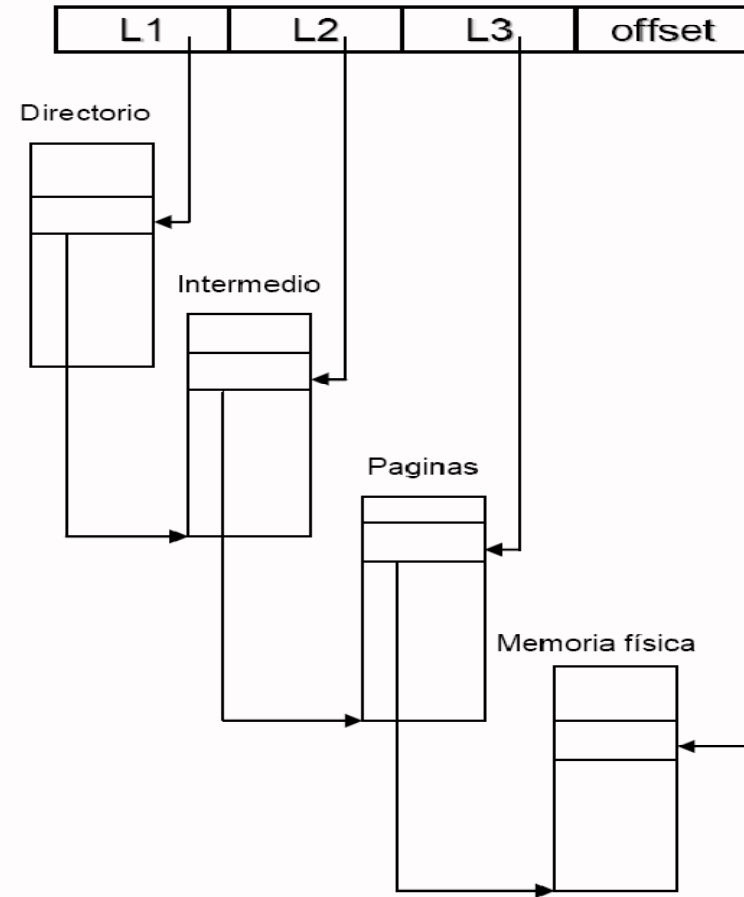 L1 L2 L3 offset
Directorio
Intermedio
Paginas
Memoria física